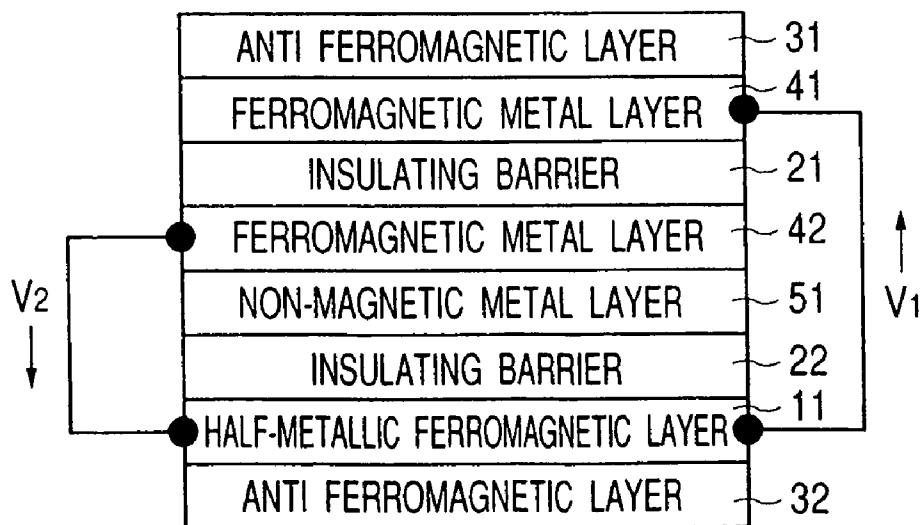 ANTI FERROMAGNETIC LAYER 31
FERROMAGNETIC METAL LAYER 41
INSULATING BARRIER 21
FERROMAGNETIC METAL LAYER 42
V2
NON-MAGNETIC METAL LAYER 51
V1
INSULATING BARRIER 22
HALF-METALLIC FERROMAGNETIC LAYER 11
ANTI FERROMAGNETIC LAYER 32